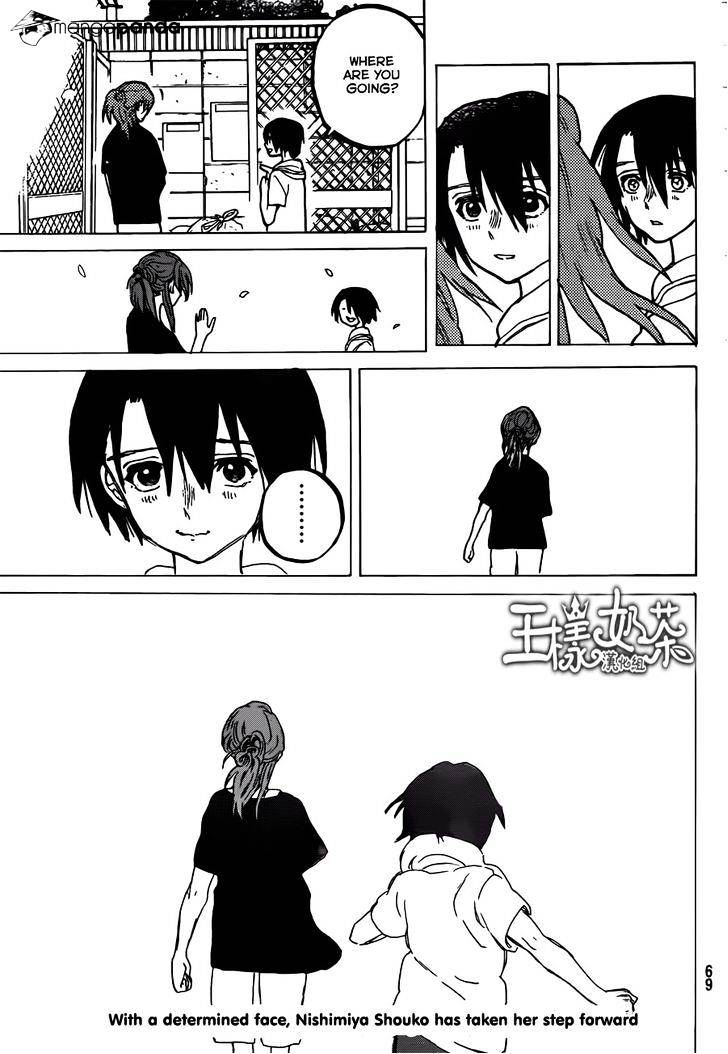 mangapanda
WHERE
ARE YOU
GOING?
........
王樣奶茶
漢化组
With a determined face, Nishimiya Shouko has taken her step forward
69